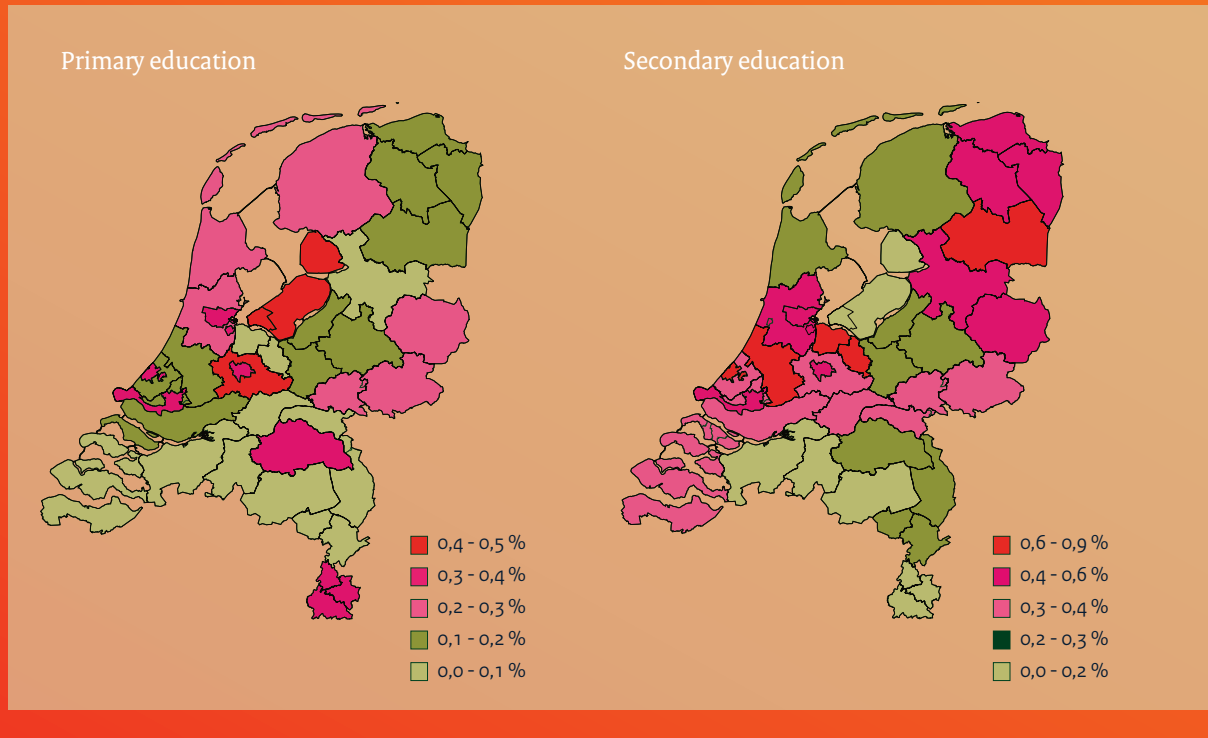 Primary education
Secondary education
0,4 - 0,5 %
0,3 - 0,4 %
0,2 - 0,3 %
0,1 - 0,2 %
0,0 - 0,1 %
0,6 - 0,9 %
0,4 - 0,6 %
0,3 - 0,4 %
0,2 - 0,3 %
0,0 - 0,2 %